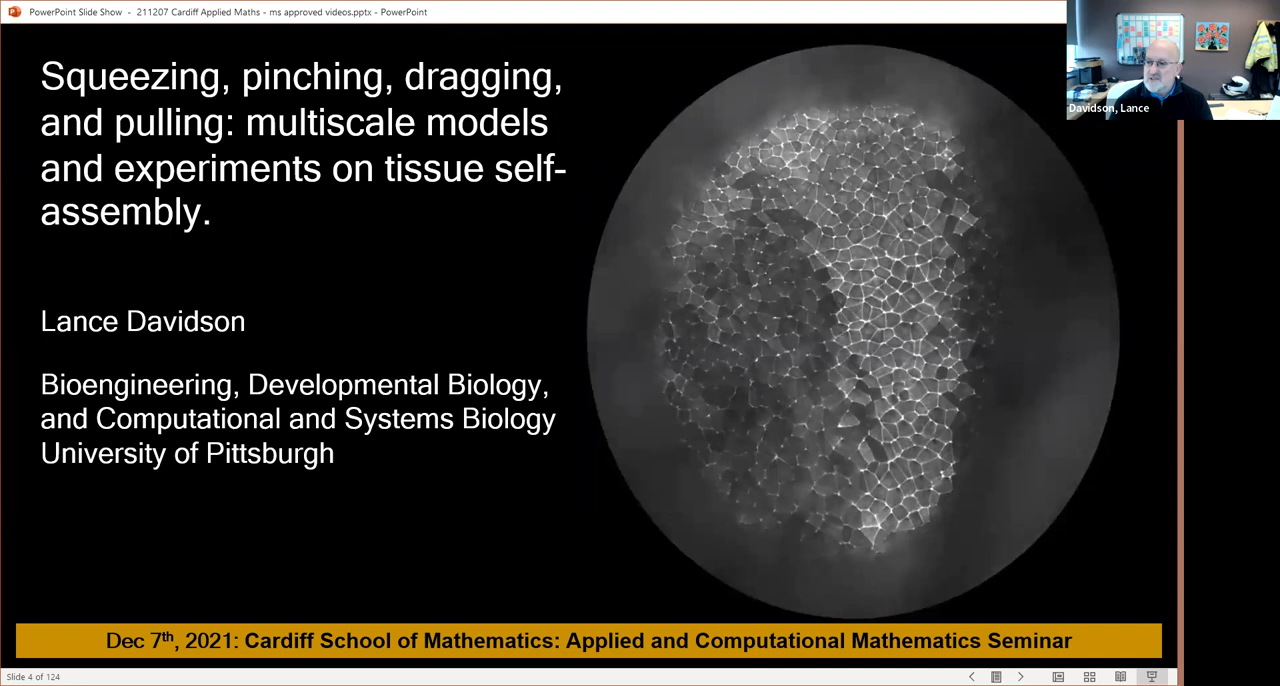 PowerPoint Slide Show - 211207 Cardiff Applied Maths - ms approved videos.pptx - PowerPoint
Davidson, Lance
Squeezing, pinching, dragging,
and pulling: multiscale models
and experiments on tissue self-
assembly.
Lance Davidson
Bioengineering, Developmental Biology,
and Computational and Systems Biology
University of Pittsburgh
Dec 7th, 2021: Cardiff School of Mathematics: Applied and Computational Mathematics Seminar
Slide 4 of 124